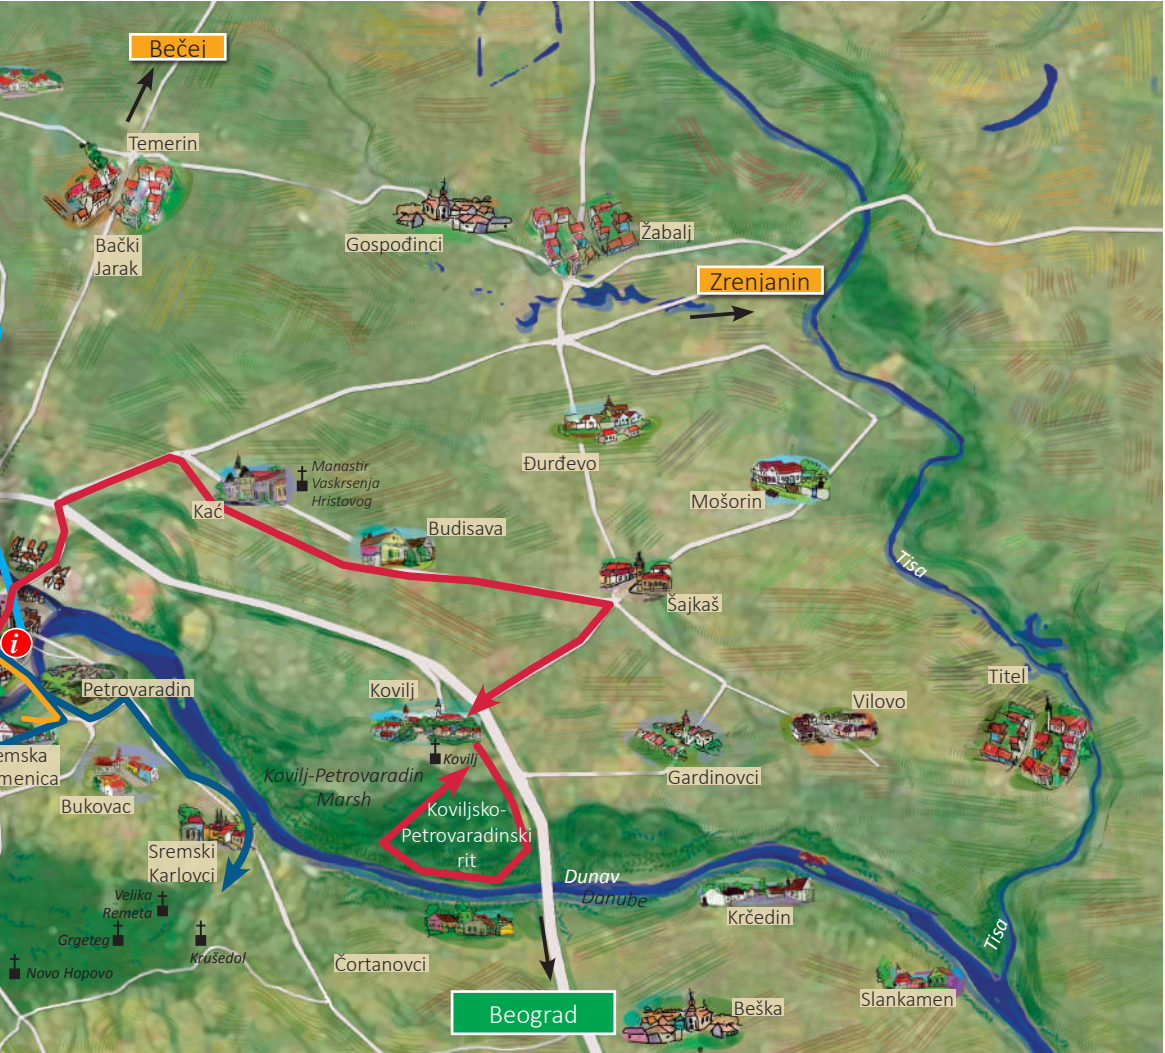 Bečej
Temerin
Bački
Jarak
Gospođinci
Žabalj
Zrenjanin
Đurđevo
Manastir
Vaskrsenja
Hristovog
Kać
Budisava
Mošorin
Šajkaš
Tisa
i
Petrovaradin
Kovilj
Titel
Vilovo
emska
menica
Bukovac
Kovilj
Kovilj-Petrovaradin
Marsh
Gardinovci
Koviljsko-
Petrovaradinski
rit
Sremski
Karlovci
Dunav
Danube
Velika
Remeta
Krčedin
Grgeteg
Krušedol
Tisa
Novo Hopovo
Čortanovci
Slankamen
Beograd
Beška